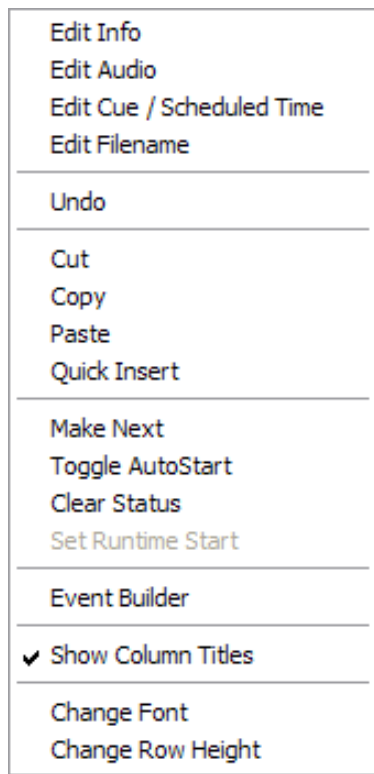 Edit Info
Edit Audio
Edit Cue / Scheduled Time
Edit Filename
Undo
Cut
Copy
Paste
Quick Insert
Make Next
Toggle AutoStart
Clear Status
Set Runtime Start
Event Builder
Show Column Titles
Change Font
Change Row Height